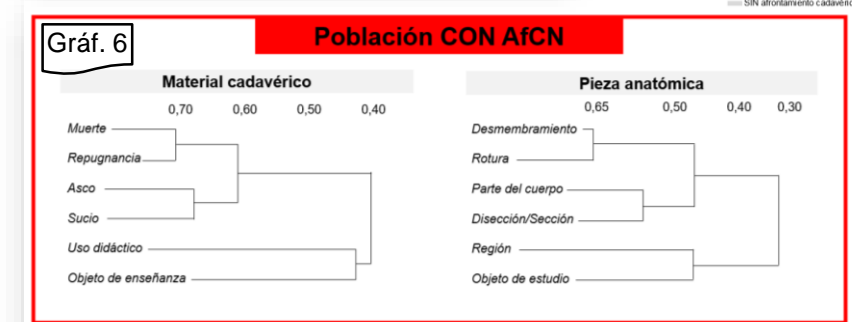 SIN afrontamiento cadavéric
Gráf. 6
Población CON AfCN
Material cadavérico
0,70 0,60 0,50 0,40
Muerte
Repugnancia
Asco
Sucio
Uso didáctico
Objeto de enseñanza
Pieza anatómica
0,65 0,50 0,40 0,30
Desmembramiento
Rotura
Parte del cuerpo
Disección/Sección
Región
Objeto de estudio